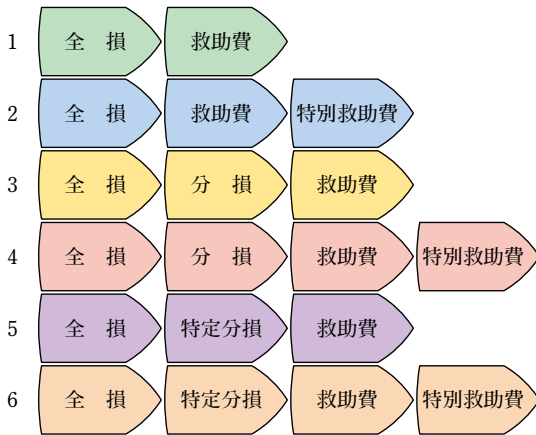 1 全 損 救助費
2 全 損 救助費 特別救助費
3 全 損 分 損 救助費
4 全 損 分 損 救助費 特別救助費
5 全 損 特定分損 救助費
6 全 損 特定分損 救助費 特別救助費